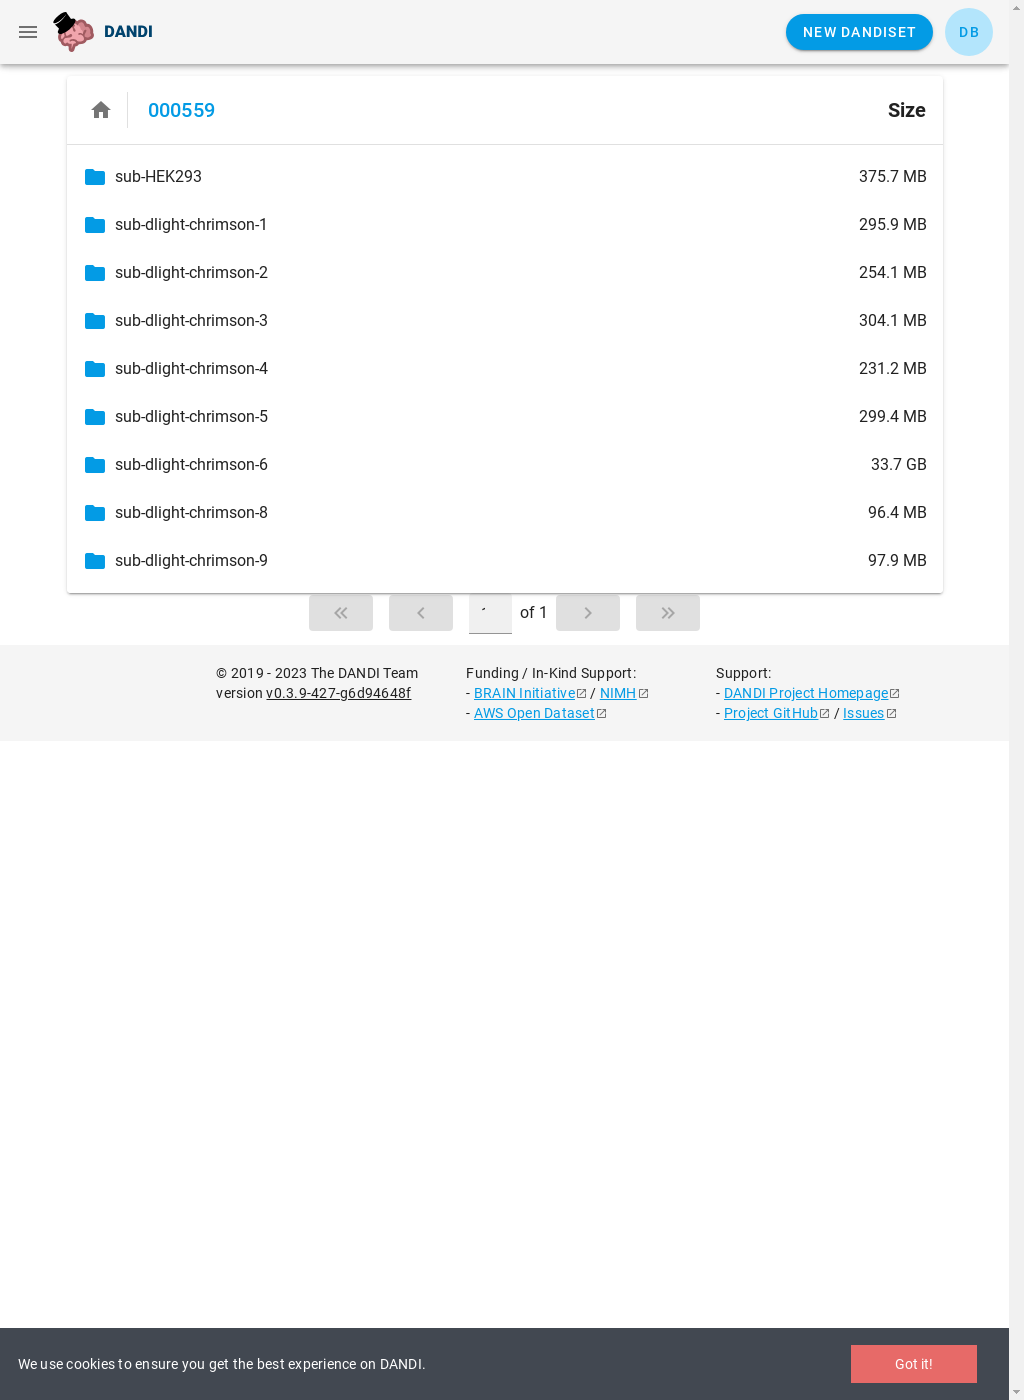 DANDI
NEW DANDISET
DB
000559
Size
sub-HEK293 375.7 MB
sub-dlight-chrimson-1 295.9 MB
sub-dlight-chrimson-2 254.1 MB
sub-dlight-chrimson-3 304.1 MB
sub-dlight-chrimson-4 231.2 MB
sub-dlight-chrimson-5 299.4 MB
sub-dlight-chrimson-6 33.7 GB
sub-dlight-chrimson-8 96.4 MB
sub-dlight-chrimson-9 97.9 MB
of 1
© 2019 - 2023 The DANDI Team
version v0.3.9-427-g6d94648f
Funding / In-Kind Support:
- BRAIN Initiative / NIMH
- AWS Open Dataset
Support:
- DANDI Project Homepage
- Project GitHub / Issues
We use cookies to ensure you get the best experience on DANDI.
Got it!